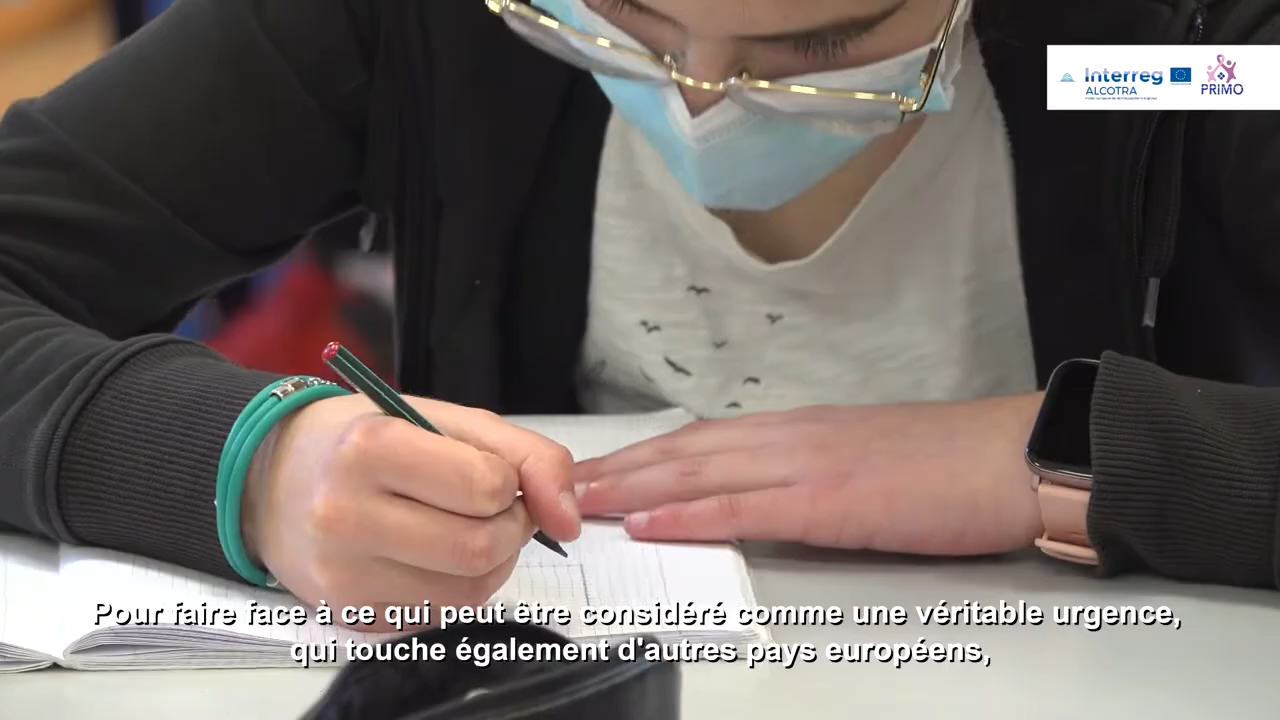 Interreg
ALCOTRA
PRIMO
Pour faire face à ce qui peut être considéré comme une véritable urgence,
qui touche également d'autres pays européens,